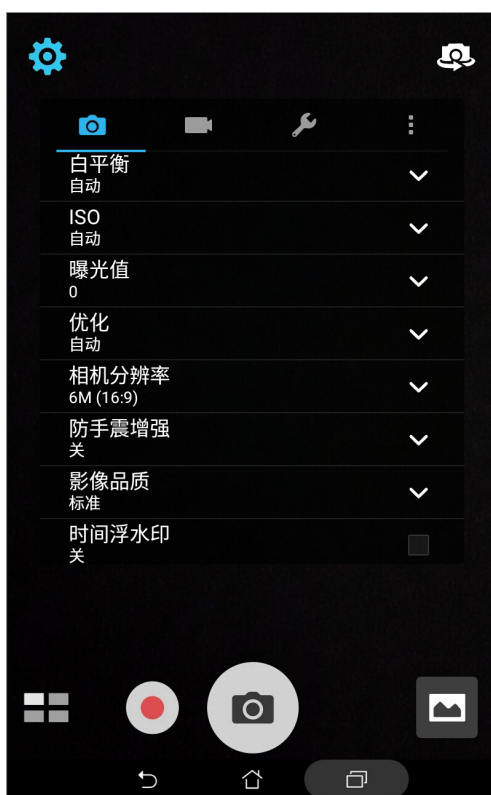 白平衡
自动
ISO
自动
曝光值
0
优化
自动
相机分辨率
6M (16:9)
防手震增强
关
影像品质
标准
时间浮水印
关